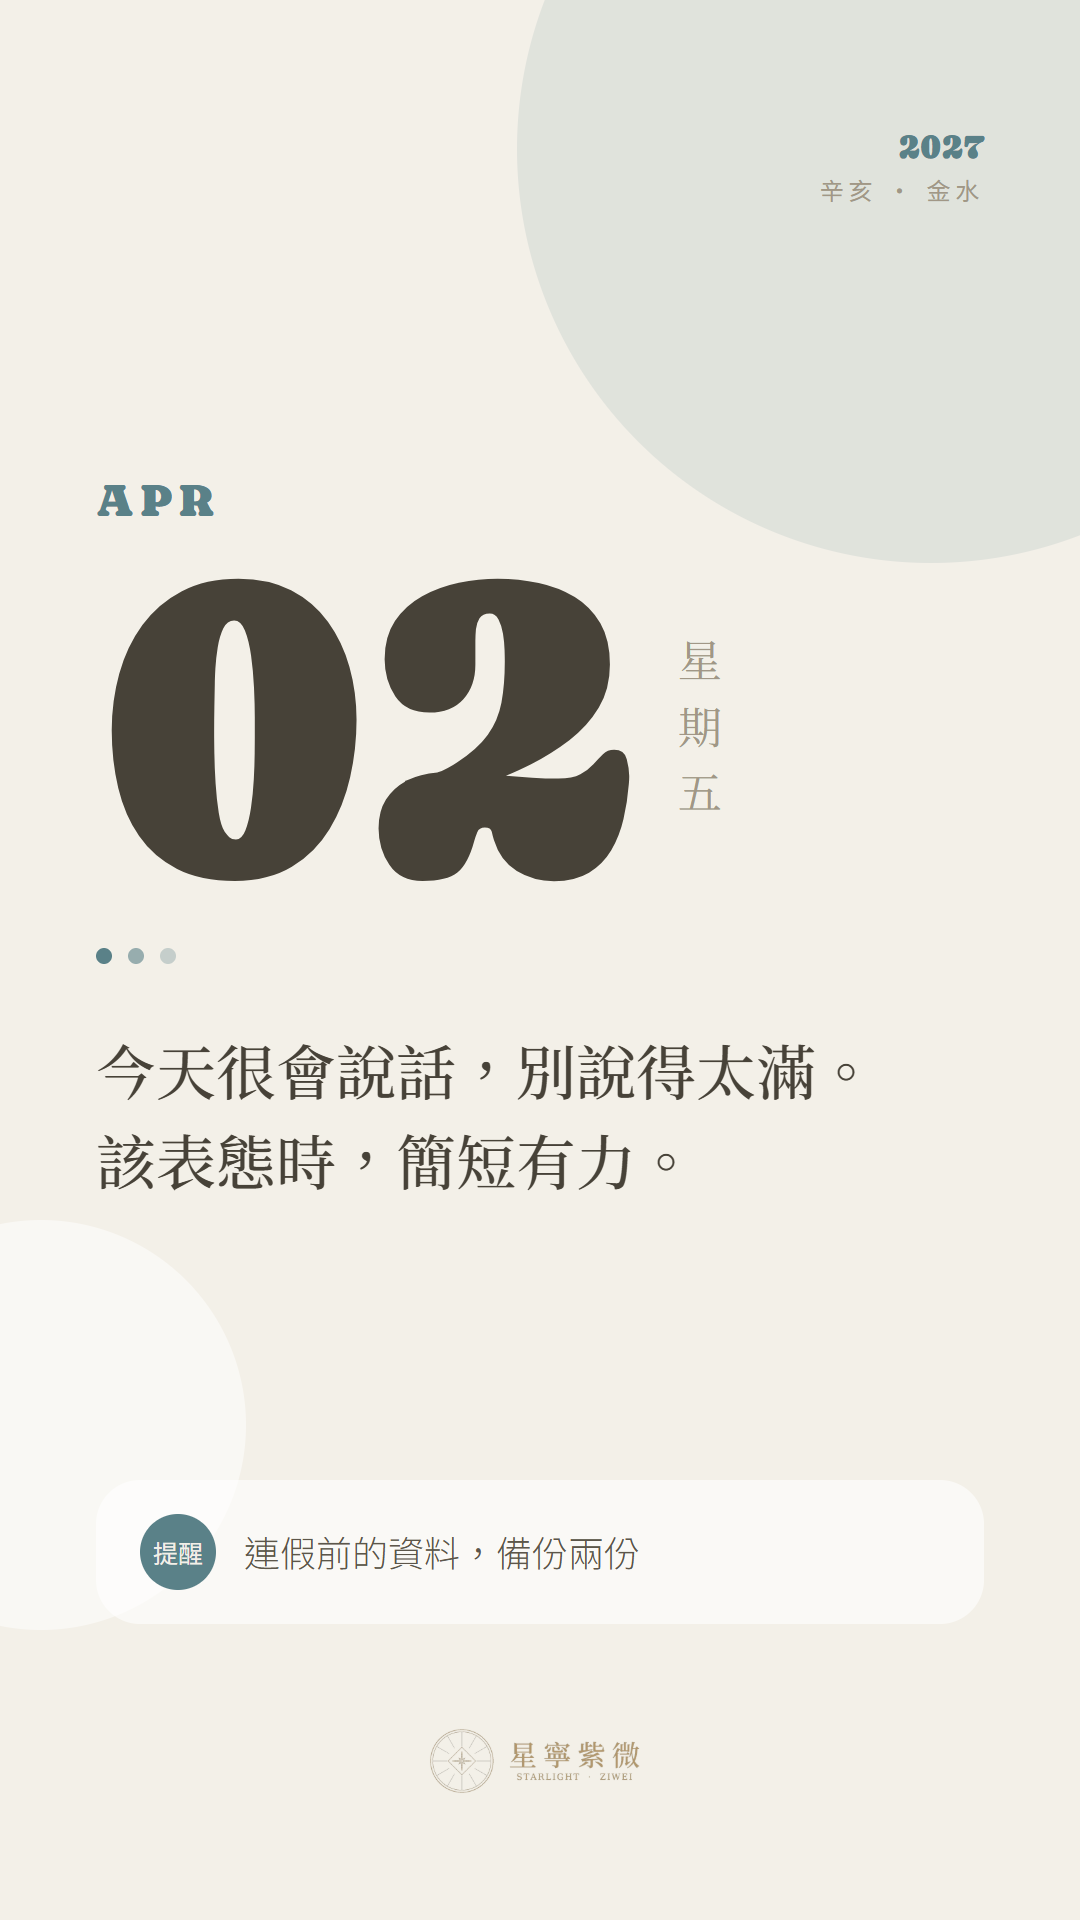 2027
辛亥 · 金水
APR
02
星期五
今天很會說話，別說得太滿。
該表態時，簡短有力。
提醒
連假前的資料，備份兩份
星寧紫微
STARLIGHT · ZIWEI